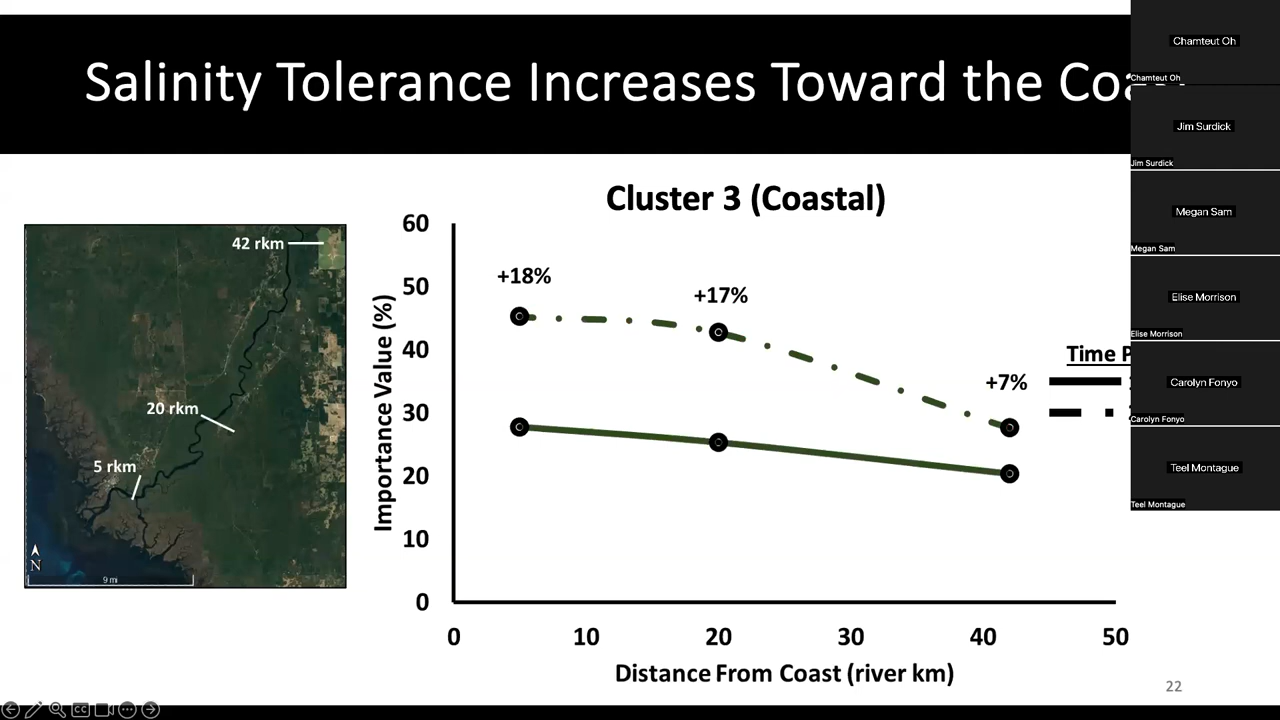 Salinity Tolerance Increases Toward the
Cluster 3 (Coastal)
42 rkm
20 rkm
5 rkm
N
9 mi
Importance Value (%)
60
50
40
30
20
10
0
+18%
+17%
+7%
Time
0 10 20 30 40 50
Distance From Coast (river km)
22
CC
Chamteut Oh
Chamteut Oh
Jim Surdick
Jim Surdick
Megan Sam
Megan Sam
Elise Morrison
Elise Morrison
Carolyn Fonyo
Carolyn Fonyo
Teel Montague
Teel Montague